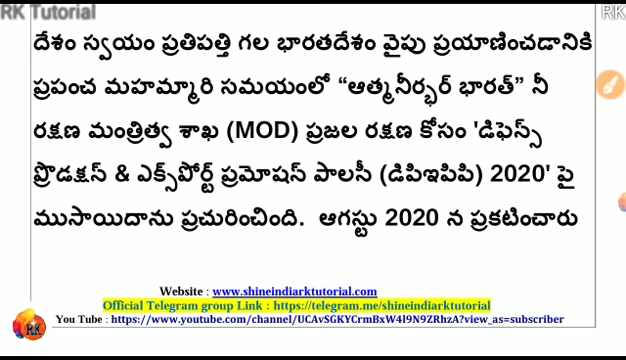 RK Tutorial
RK
దేశం స్వయం ప్రతిపత్తి గల భారతదేశం వైపు ప్రయాణించడానికి
ప్రపంచ మహమ్మారి సమయంలో “ఆత్మనీర్భర్ భారత్” నీ
రక్షణ మంత్రిత్వ శాఖ (MOD) ప్రజల రక్షణ కోసం 'డిఫెన్స్
ప్రొడక్షన్ & ఎక్స్‌పోర్ట్ ప్రమోషన్ పాలసీ (డిపిఇపిపి) 2020' పై
ముసాయిదాను ప్రచురించింది. ఆగస్టు 2020 న ప్రకటించారు
Website : www.shineindiarktutorial.com
Official Telegram group Link : https://telegram.me/shineindiarktutorial
You Tube : https://www.youtube.com/channel/UCAvSGKYCrmBxW4I9N9ZRhzA?view_as=subscriber
RK